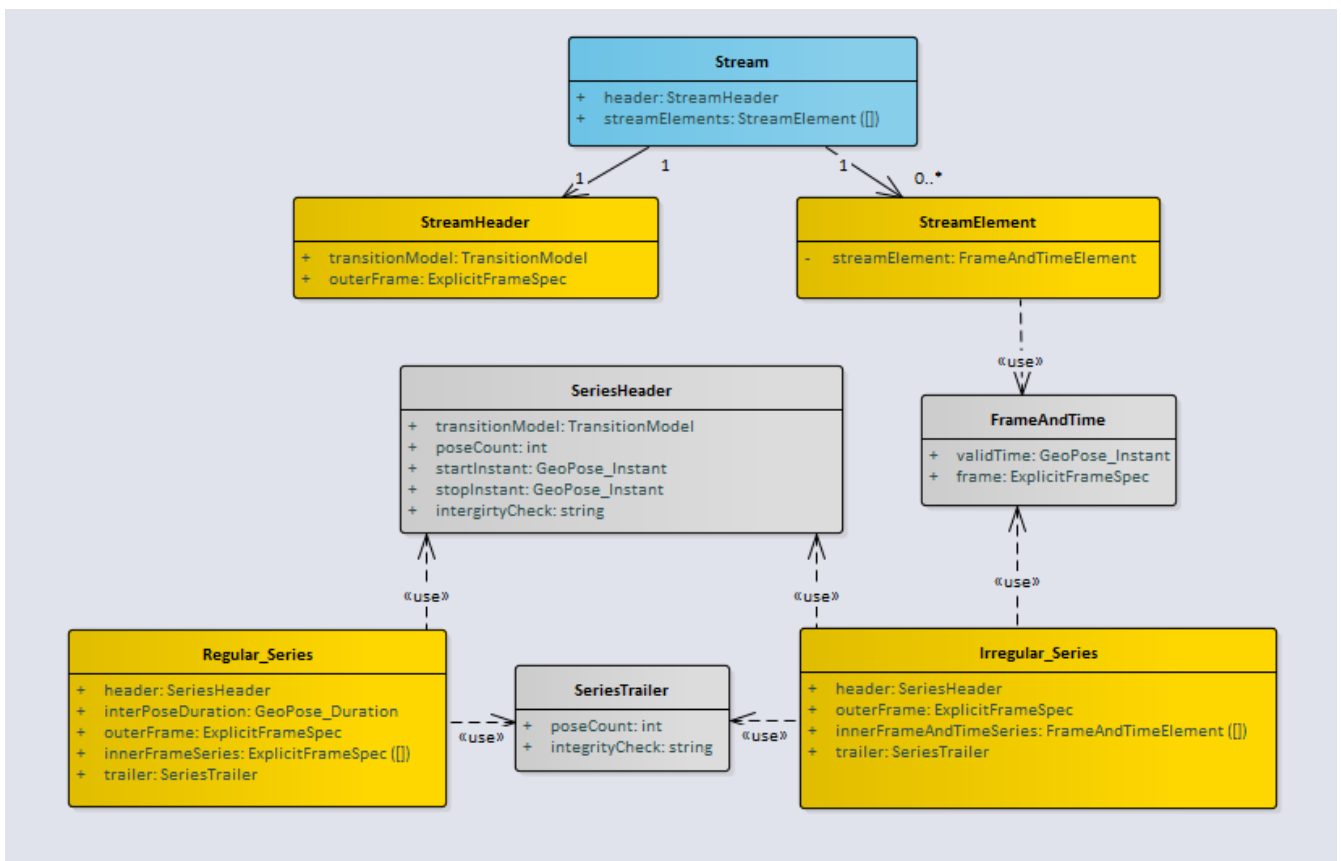 Stream
+ header: StreamHeader
+ streamElements: StreamElement ([])
1
1
1
0..*
StreamHeader
+ transitionModel: TransitionModel
+ outerFrame: ExplicitFrameSpec
StreamElement
- streamElement: FrameAndTimeElement
«use»
SeriesHeader
+ transitionModel: TransitionModel
+ poseCount: int
+ startInstant: GeoPose_Instant
+ stopInstant: GeoPose_Instant
+ intergirtyCheck: string
FrameAndTime
+ validTime: GeoPose_Instant
+ frame: ExplicitFrameSpec
«use»
«use»
«use»
Regular_Series
+ header: SeriesHeader
+ interPoseDuration: GeoPose_Duration
+ outerFrame: ExplicitFrameSpec
+ innerFrameSeries: ExplicitFrameSpec ([])
+ trailer: SeriesTrailer
«use»
SeriesTrailer
+ poseCount: int
+ integrityCheck: string
«use»
Irregular_Series
+ header: SeriesHeader
+ outerFrame: ExplicitFrameSpec
+ innerFrameAndTimeSeries: FrameAndTimeElement ([])
+ trailer: SeriesTrailer